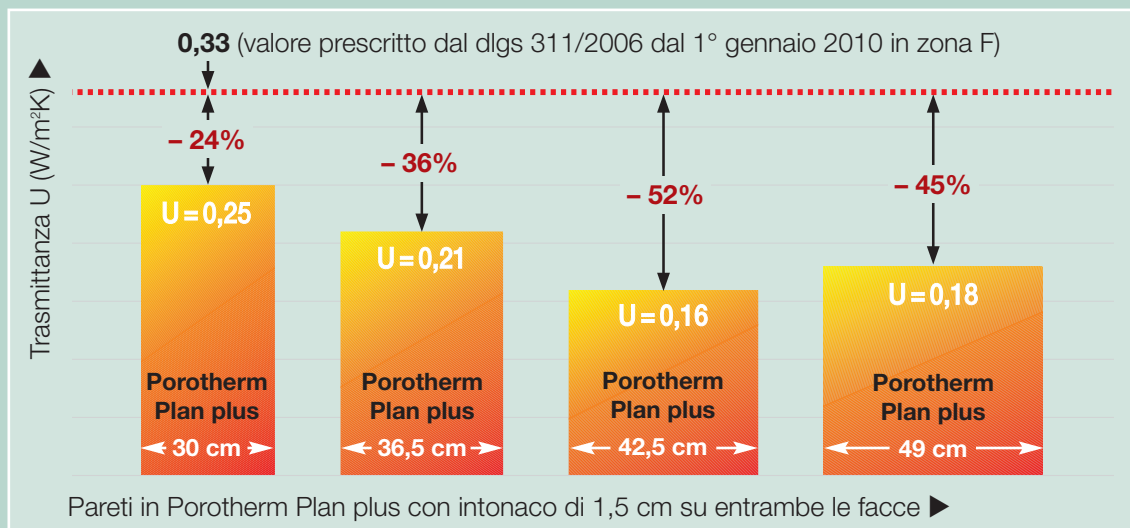 0,33 (valore prescritto dal dlgs 311/2006 dal 1° gennaio 2010 in zona F)
Trasmittanza U (W/m²K) ▶
– 24%
– 36%
– 52%
– 45%
U = 0,25
U = 0,21
U = 0,16
U = 0,18
Porotherm
Plan plus
30 cm
Porotherm
Plan plus
36,5 cm
Porotherm
Plan plus
42,5 cm
Porotherm
Plan plus
49 cm
Pareti in Porotherm Plan plus con intonaco di 1,5 cm su entrambe le facce ▶